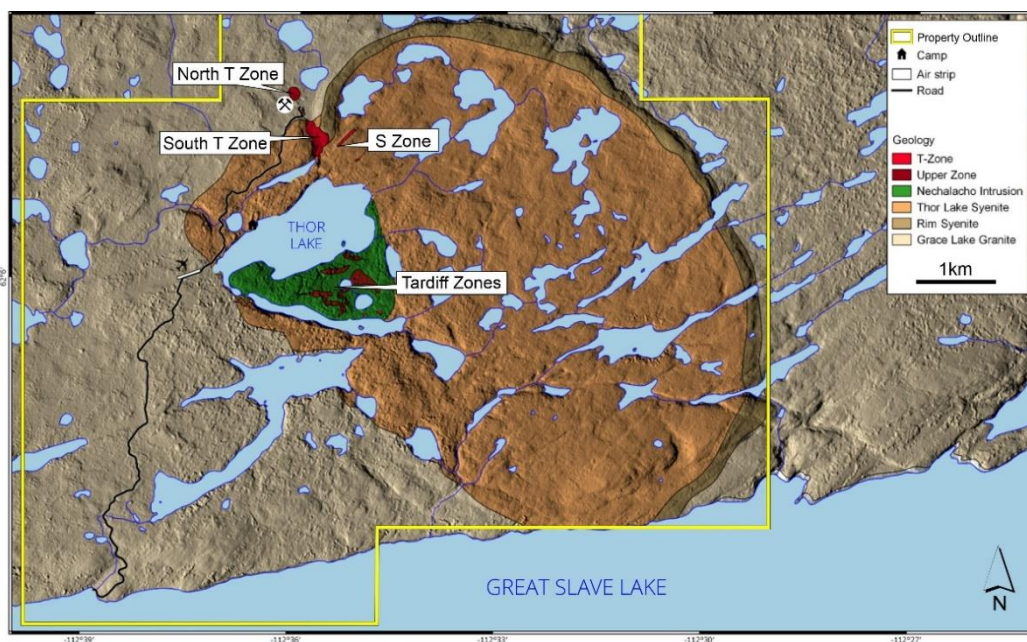 North T Zone
South T Zone
S Zone
THOR
LAKE
Tardiff Zones
GREAT SLAVE LAKE
Property Outline
Camp
Air strip
Road
Geology
T-Zone
Upper Zone
Nechalacho Intrusion
Thor Lake Syenite
Rim Syenite
Grace Lake Granite
1km
N
62°6'
-112°39'
-112°36'
-112°33'
-112°30'
-112°27'